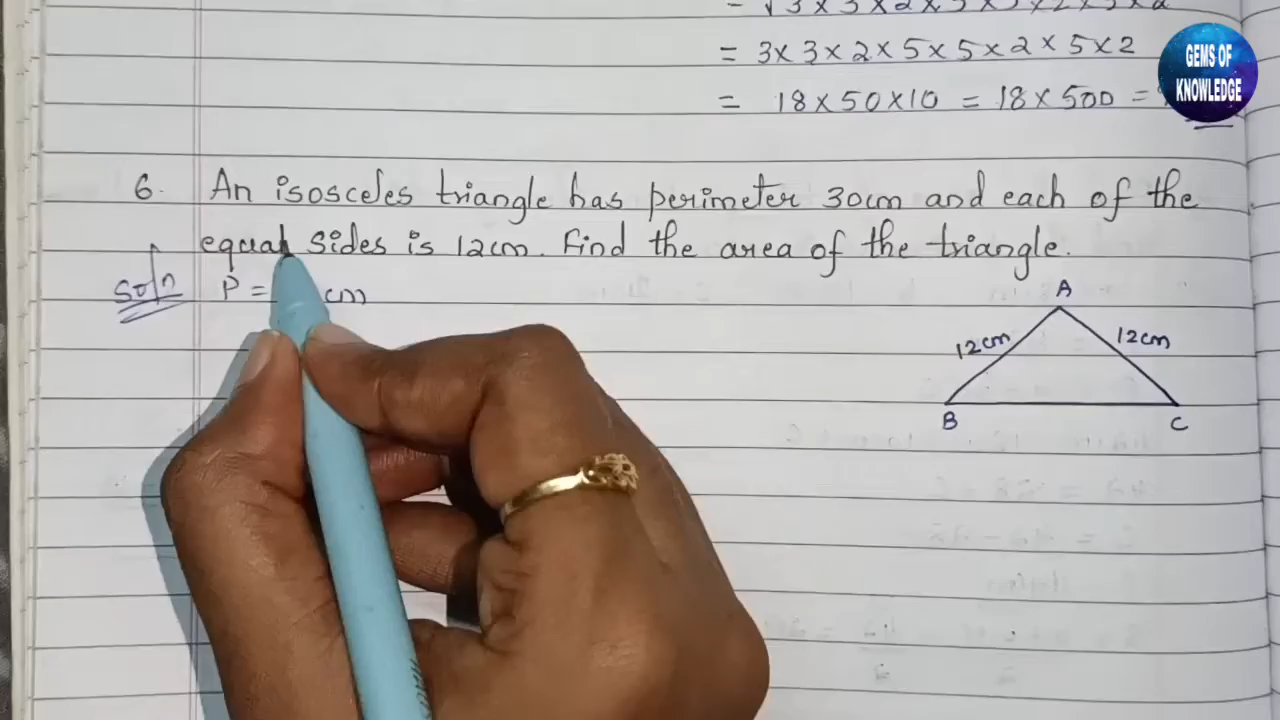 = 3 × 3 × 2 × 5 × 5 × 2 × 5 × 2
= 18 × 50 × 10 = 18 × 500 =
GEMS OF
KNOWLEDGE
6. An isosceles triangle has perimeter 30cm and each of the
equal sides is 12cm. Find the area of the triangle.
Soln P = cm
A
12cm 12cm
B C